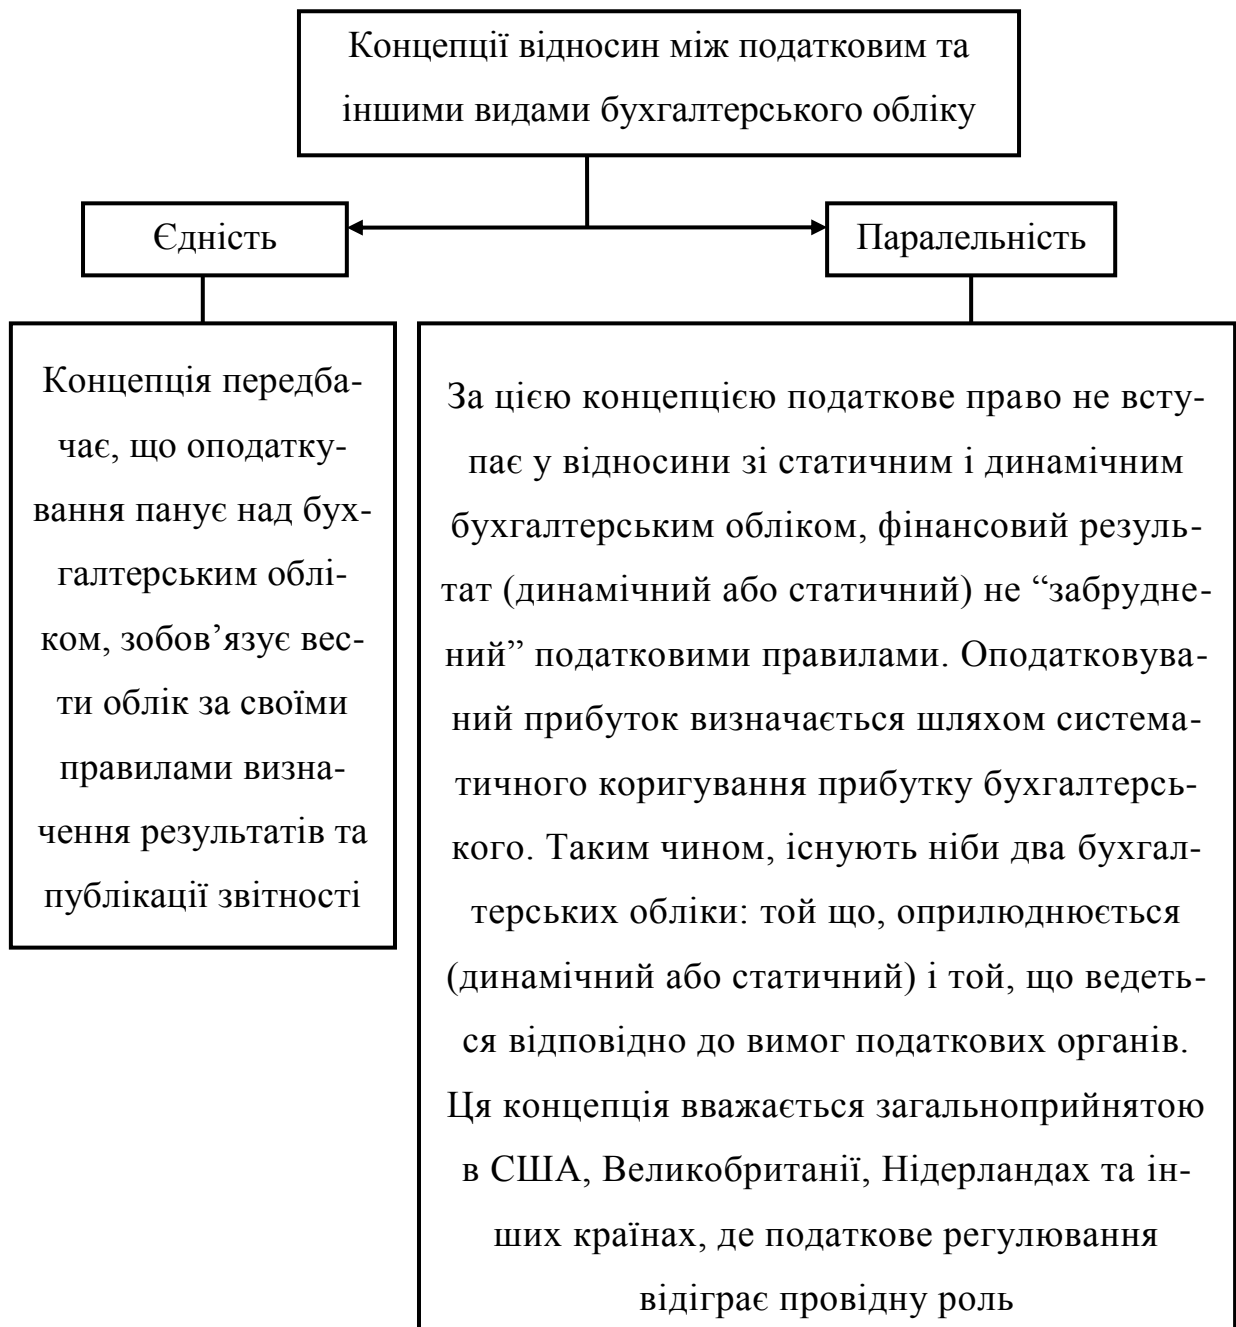 Концепції відносин між податковим та
іншими видами бухгалтерського обліку
Єдність
Паралельність
Концепція передба-
чає, що оподатку-
вання панує над бух-
галтерським облі-
ком, зобов’язує вес-
ти облік за своїми
правилами визна-
чення результатів та
публікації звітності
За цією концепцією податкове право не всту-
пає у відносини зі статичним і динамічним
бухгалтерським обліком, фінансовий резуль-
тат (динамічний або статичний) не “забрудне-
ний” податковими правилами. Оподатковува-
ний прибуток визначається шляхом система-
тичного коригування прибутку бухгалтерсь-
кого. Таким чином, існують ніби два бухгал-
терських обліки: той що, оприлюднюється
(динамічний або статичний) і той, що ведеть-
ся відповідно до вимог податкових органів.
Ця концепція вважається загальноприйнятою
в США, Великобританії, Нідерландах та ін-
ших країнах, де податкове регулювання
відіграє провідну роль